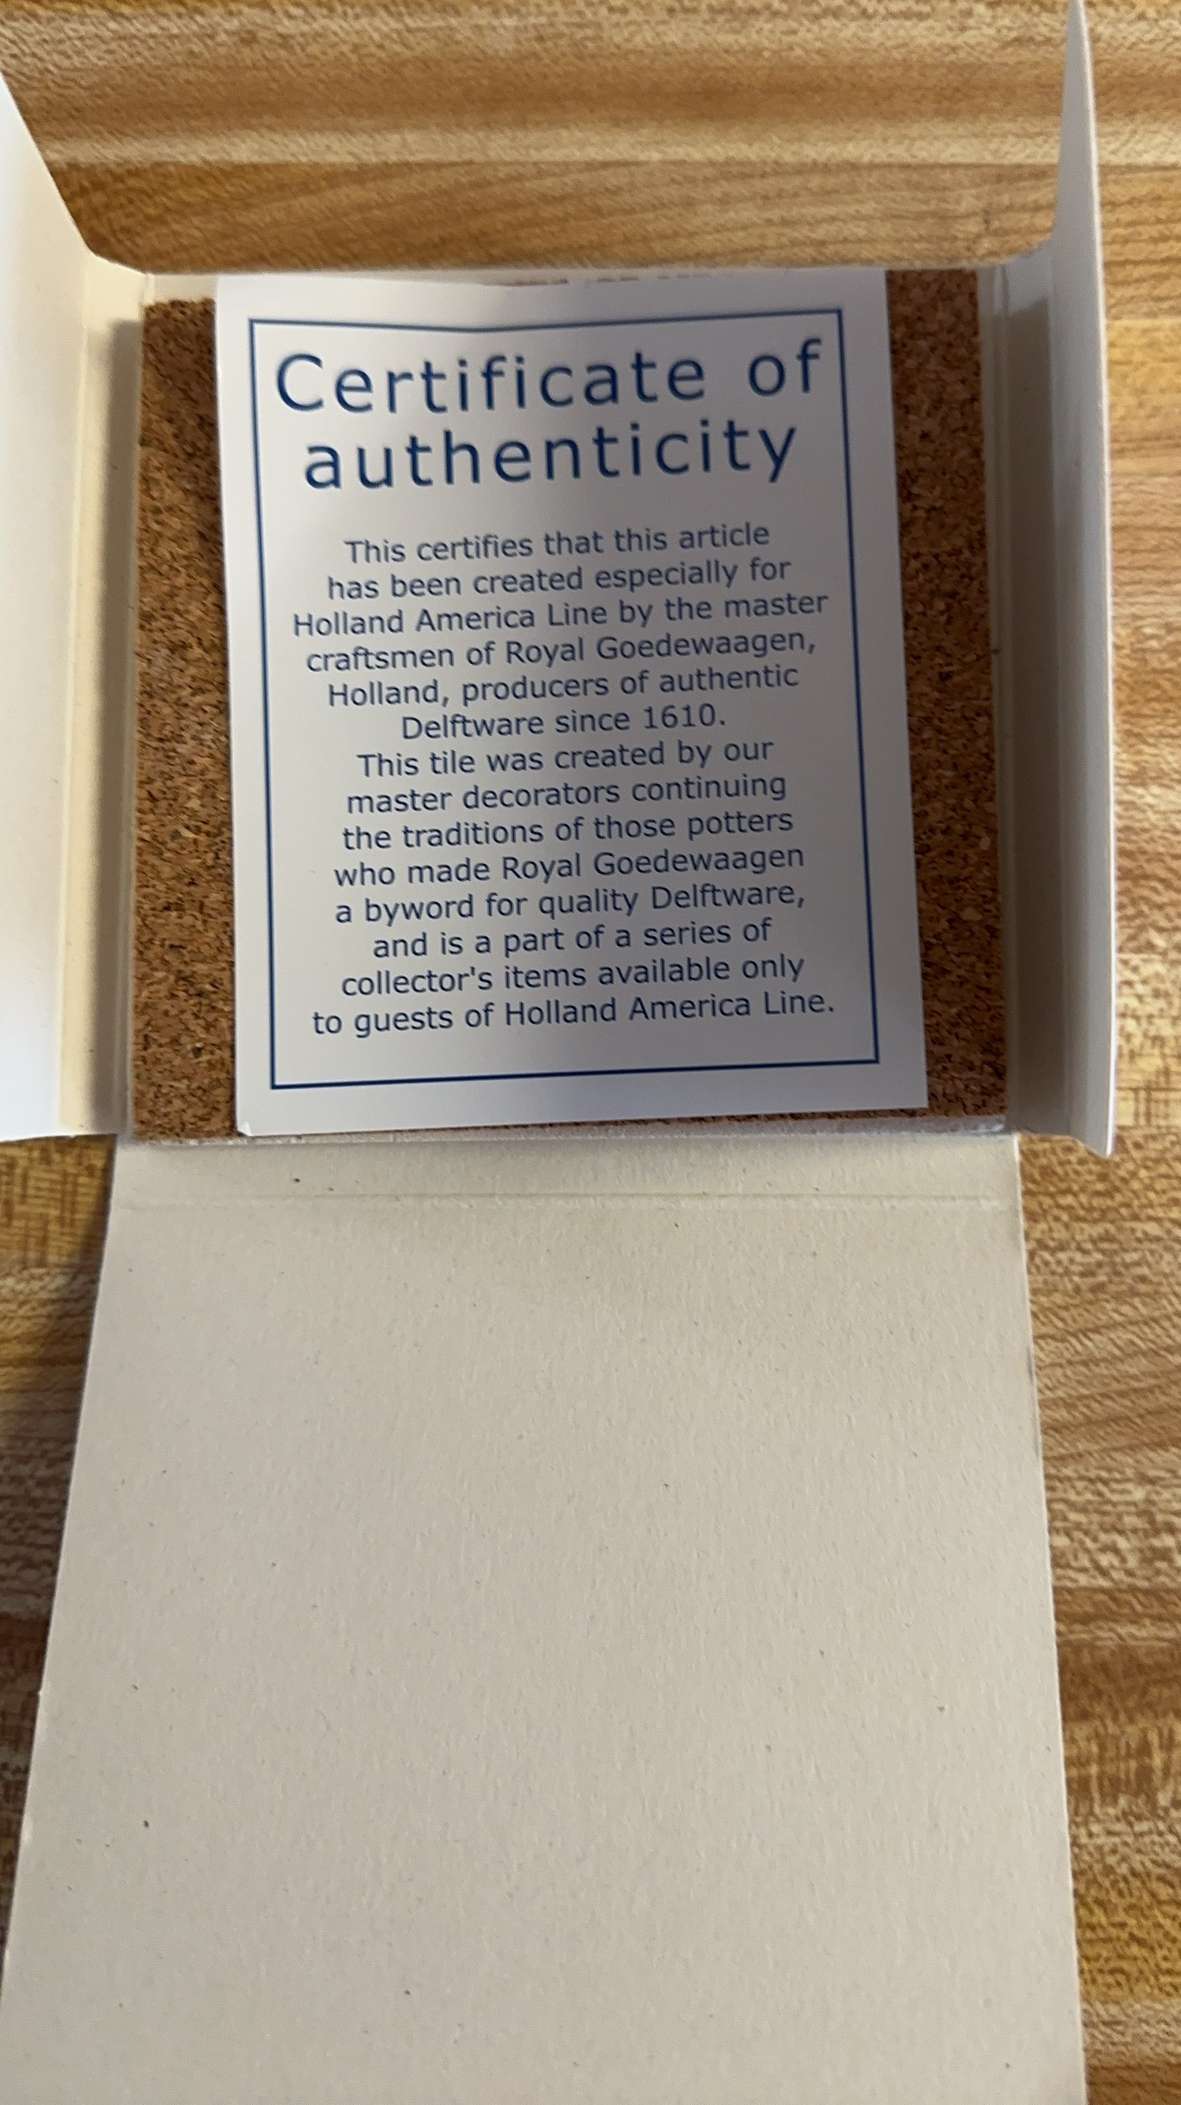 Certificate of
authenticity
This certifies that this article
has been created especially for
Holland America Line by the master
craftsmen of Royal Goedewaagen,
Holland, producers of authentic
Delftware since 1610.
This tile was created by our
master decorators continuing
the traditions of those potters
who made Royal Goedewaagen
a byword for quality Delftware,
and is a part of a series of
collector's items available only
to guests of Holland America Line.